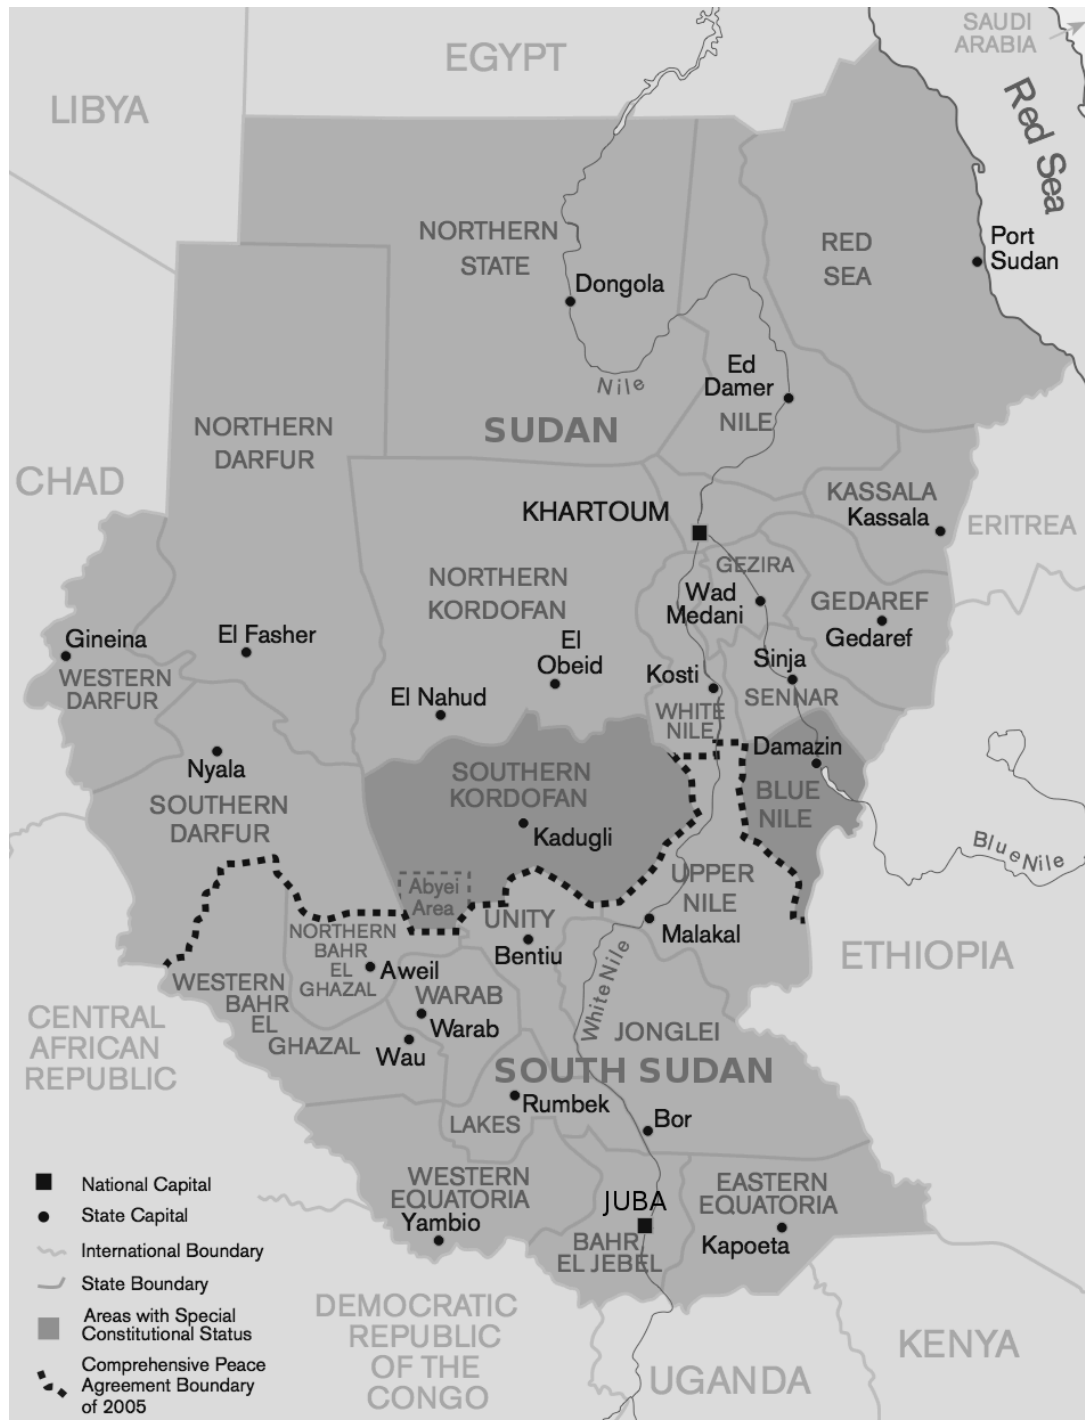 SAUDI
ARABIA
EGYPT
LIBYA
Red Sea
NORTHERN
STATE
RED
SEA
Port
Sudan
Dongola
Nile
Ed
Damer
NILE
SUDAN
NORTHERN
DARFUR
CHAD
KASSALA
Kassala
ERITREA
KHARTOUM
GEZIRA
NORTHERN
KORDOFAN
Wad
Medani
GEDAREF
Gedaref
Gineina
El Fasher
El
Obeid
Sinja
WESTERN
DARFUR
Kosti
SENNAR
El Nahud
WHITE
NILE
Damazin
Nyala
SOUTHERN
KORDOFAN
BLUE
NILE
SOUTHERN
DARFUR
Kadugli
Blue Nile
Abyei
Area
UPPER
NILE
UNITY
Malakal
NORTHERN
BAHR
EL
GHAZAL
Bentiu
ETHIOPIA
Aweil
WESTERN
BAHR
EL
GHAZAL
WARAB
Warab
White Nile
CENTRAL
AFRICAN
REPUBLIC
Wau
JONGLEI
SOUTH SUDAN
Rumbek
LAKES
Bor
WESTERN
EQUATORIA
Yambio
EASTERN
EQUATORIA
JUBA
Kapoeta
BAHR
EL JEBEL
National Capital
State Capital
International Boundary
State Boundary
Areas with Special
Constitutional Status
Comprehensive Peace
Agreement Boundary
of 2005
DEMOCRATIC
REPUBLIC
OF THE
CONGO
UGANDA
KENYA